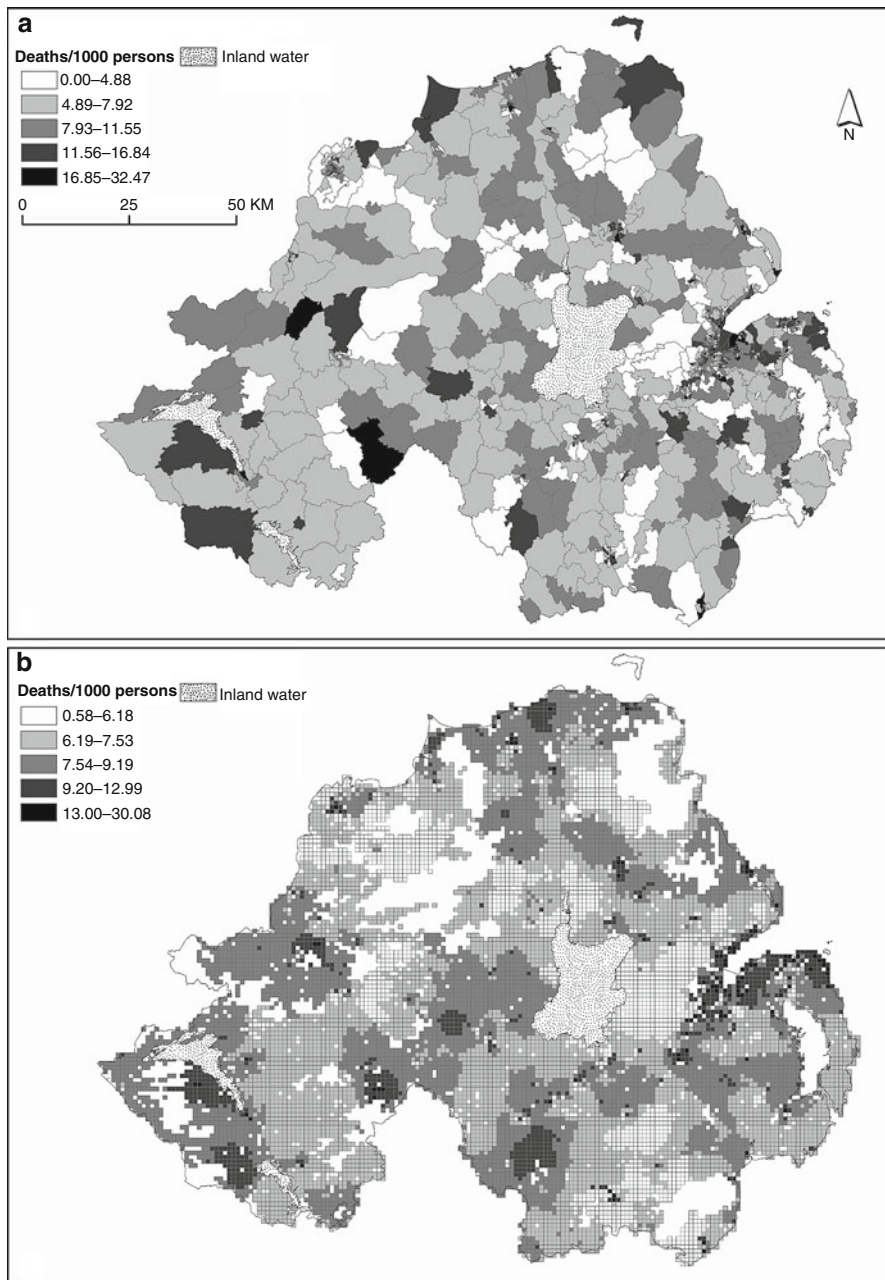 a
Deaths/1000 persons Inland water
0.00–4.88
4.89–7.92
7.93–11.55
11.56–16.84
16.85–32.47
0 25 50 KM
N
b
Deaths/1000 persons Inland water
0.58–6.18
6.19–7.53
7.54–9.19
9.20–12.99
13.00–30.08